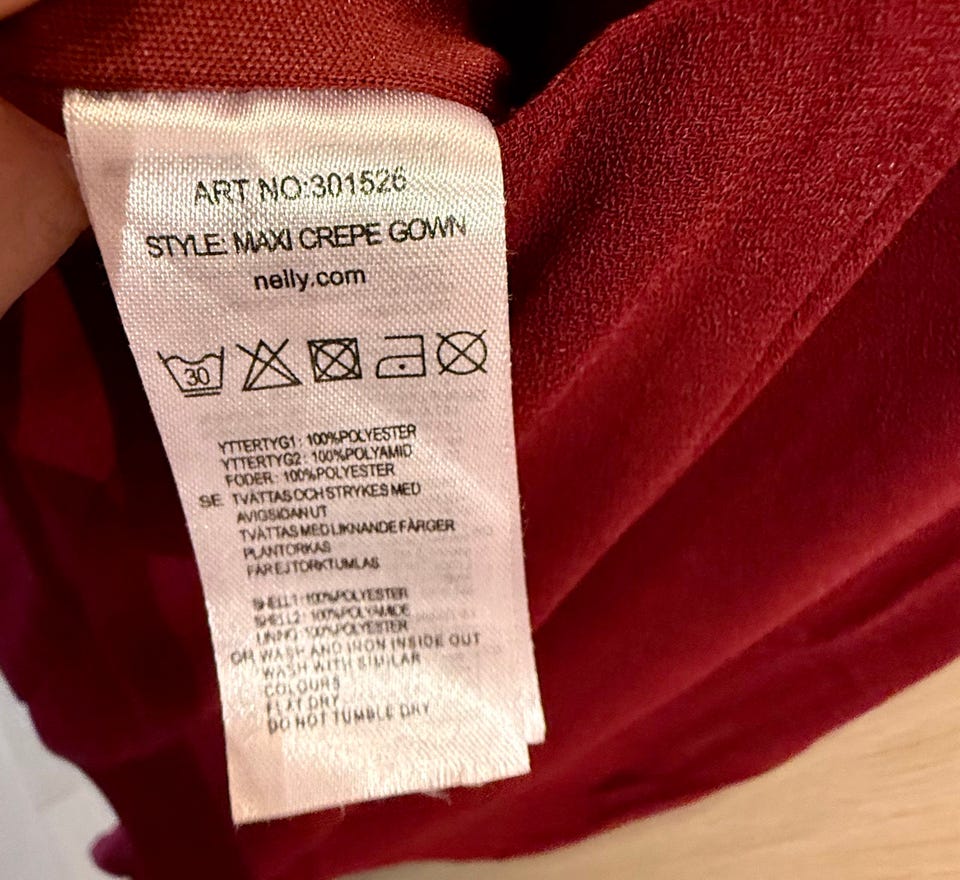 ART NO:301526
STYLE: MAXI CREPE GOWN
nelly.com
30
YTTERTYG1: 100%POLYESTER
YTTERTYG2: 100%POLYAMID
FODER: 100%POLYESTER
SE TVÄTTAS OCH STRYKES MED
AVIGSIDAN UT
TVÄTTAS MED LIKNANDE FÄRGER
PLANTORKAS
FÅR EJ TORKTUMLAS
SHELL1: 100%POLYESTER
SHELL2: 100%POLYAMIDE
LINING: 100%POLYESTER
WASH AND IRON INSIDE OUT
WASH WITH SIMILAR
COLOURS
FLAY DRY
DO NOT TUMBLE DRY